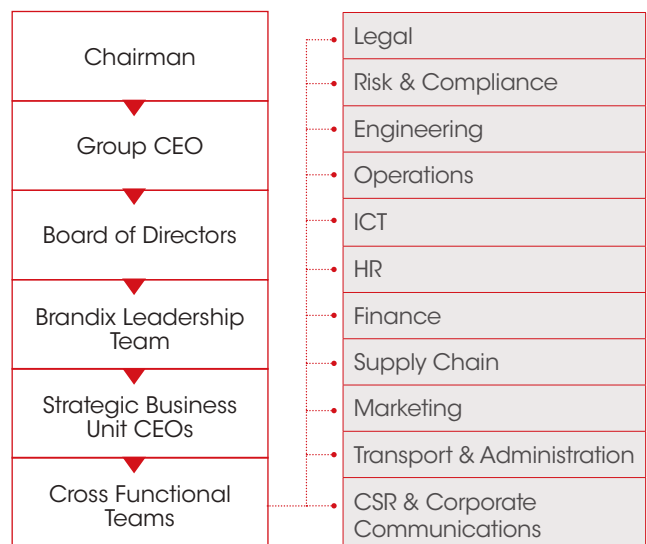 Chairman
Group CEO
Board of Directors
Brandix Leadership
Team
Strategic Business
Unit CEOs
Cross Functional
Teams
Legal
Risk & Compliance
Engineering
Operations
ICT
HR
Finance
Supply Chain
Marketing
Transport & Administration
CSR & Corporate
Communications